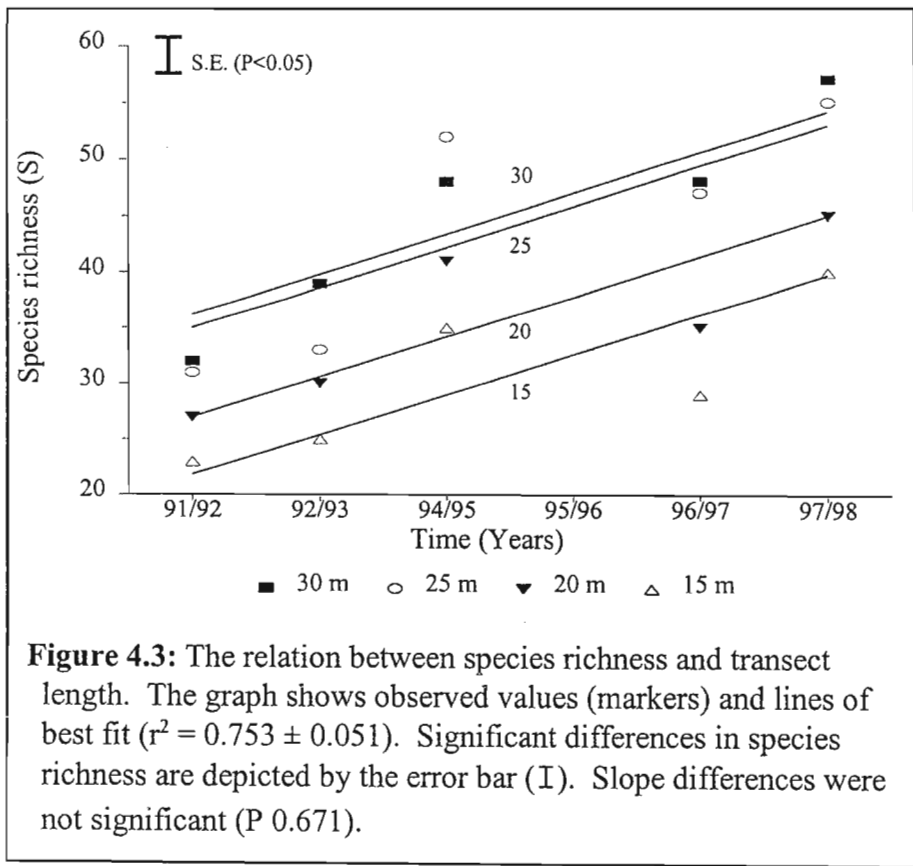 60
S.E. (P<0.05)
50
40
30
20
Species richness (S)
30
25
20
15
91/92 92/93 94/95 95/96 96/97 97/98
Time (Years)
30 m 25 m 20 m 15 m
Figure 4.3: The relation between species richness and transect
length. The graph shows observed values (markers) and lines of
best fit (r² = 0.753 ± 0.051). Significant differences in species
richness are depicted by the error bar (I). Slope differences were
not significant (P 0.671).